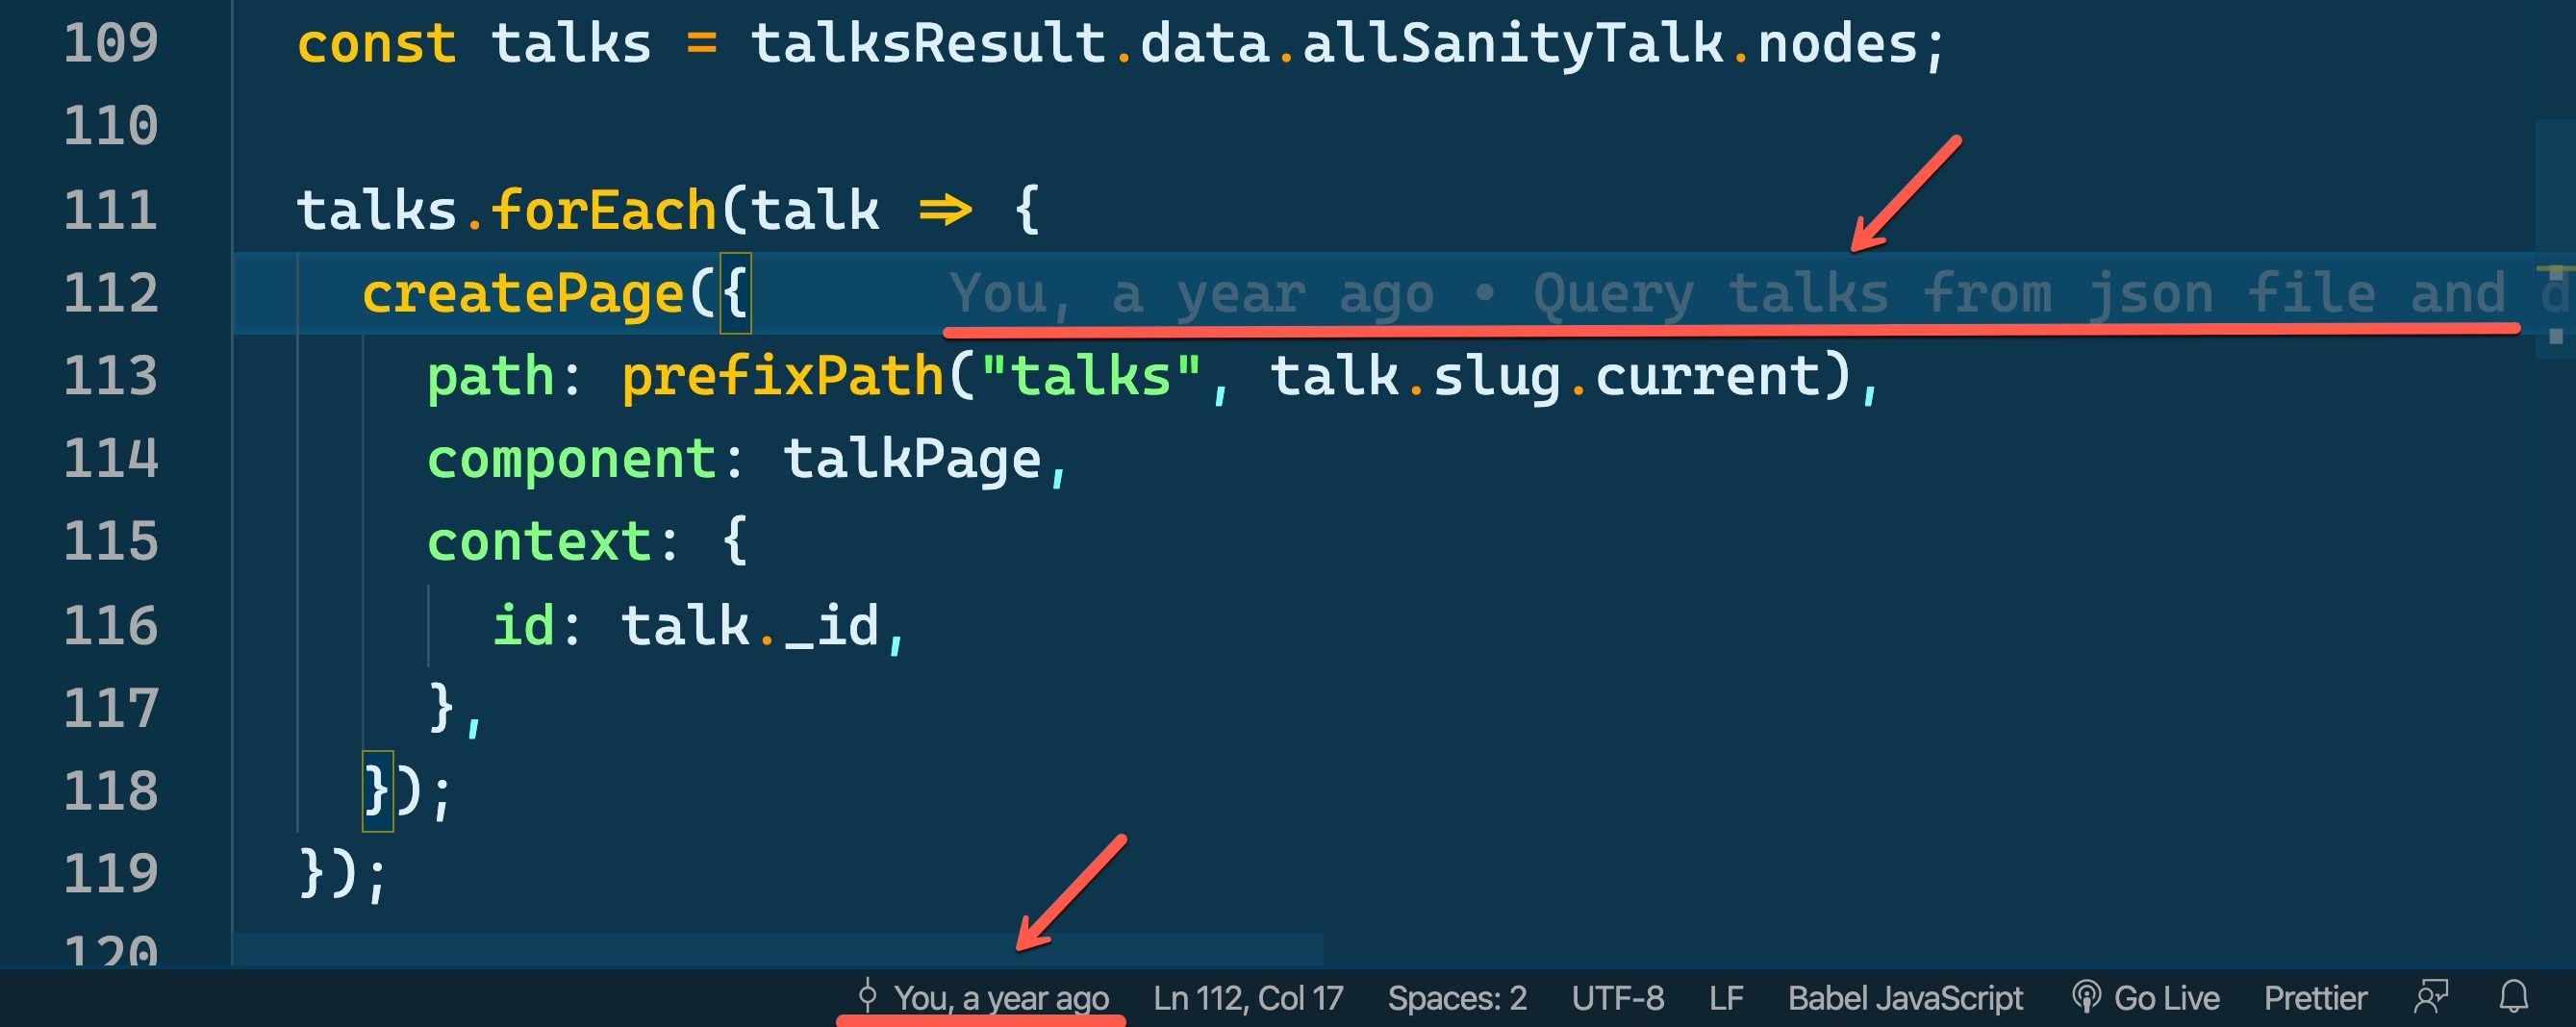 109 const talks = talksResult.data.allSanityTalk.nodes;
110
111 talks.forEach(talk => {
112 createPage({ You, a year ago • Query talks from json file and
113 path: prefixPath("talks", talk.slug.current),
114 component: talkPage,
115 context: {
116 id: talk._id,
117 },
118 });
119 });
120
You, a year ago Ln 112, Col 17 Spaces: 2 UTF-8 LF Babel JavaScript Go Live Prettier